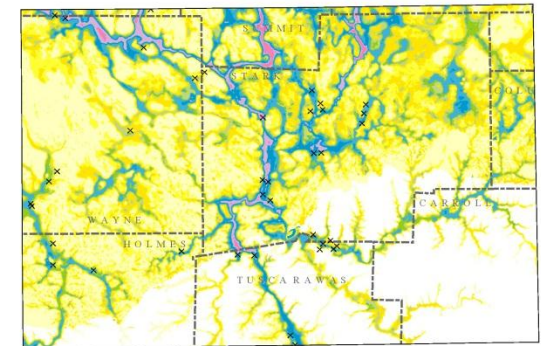 SUMMIT
STARK
COLU
WAYNE
CARROLL
HOLMES
TUSCARAWAS